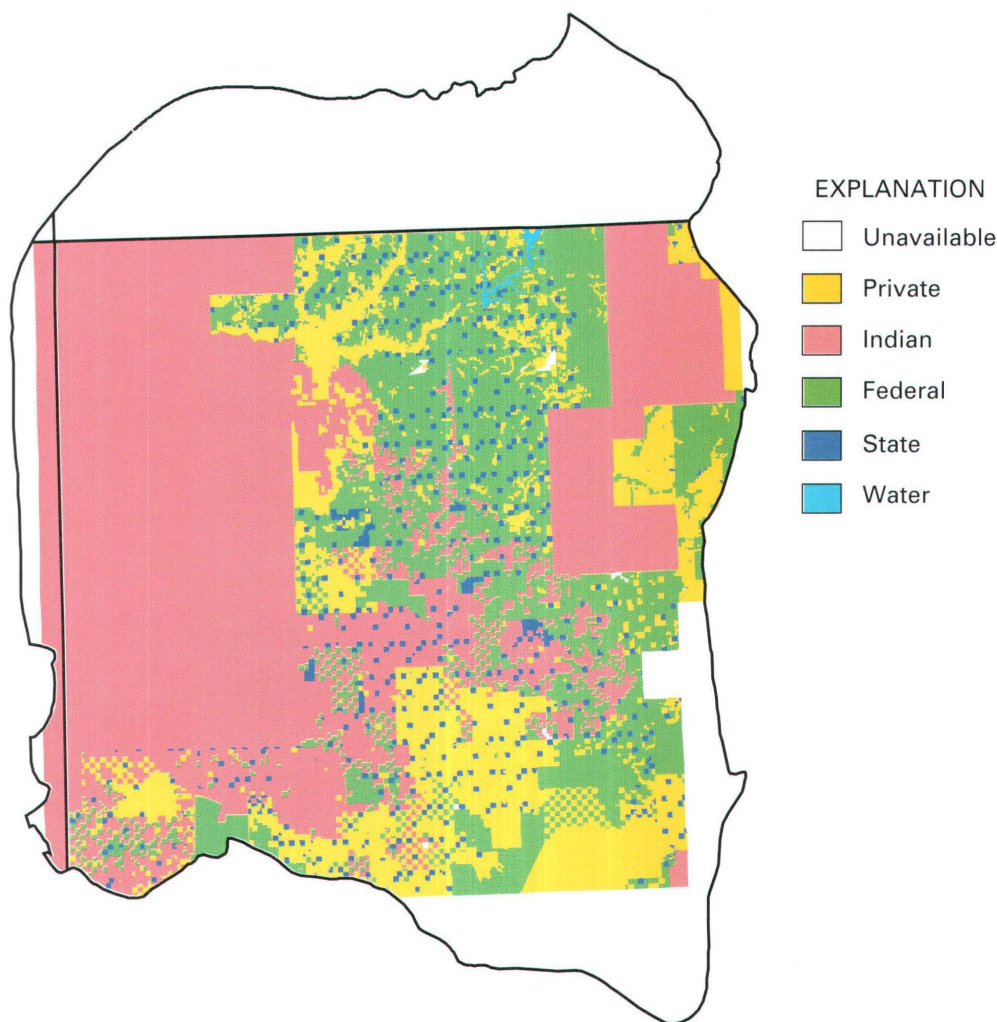 EXPLANATION
Unavailable
Private
Indian
Federal
State
Water